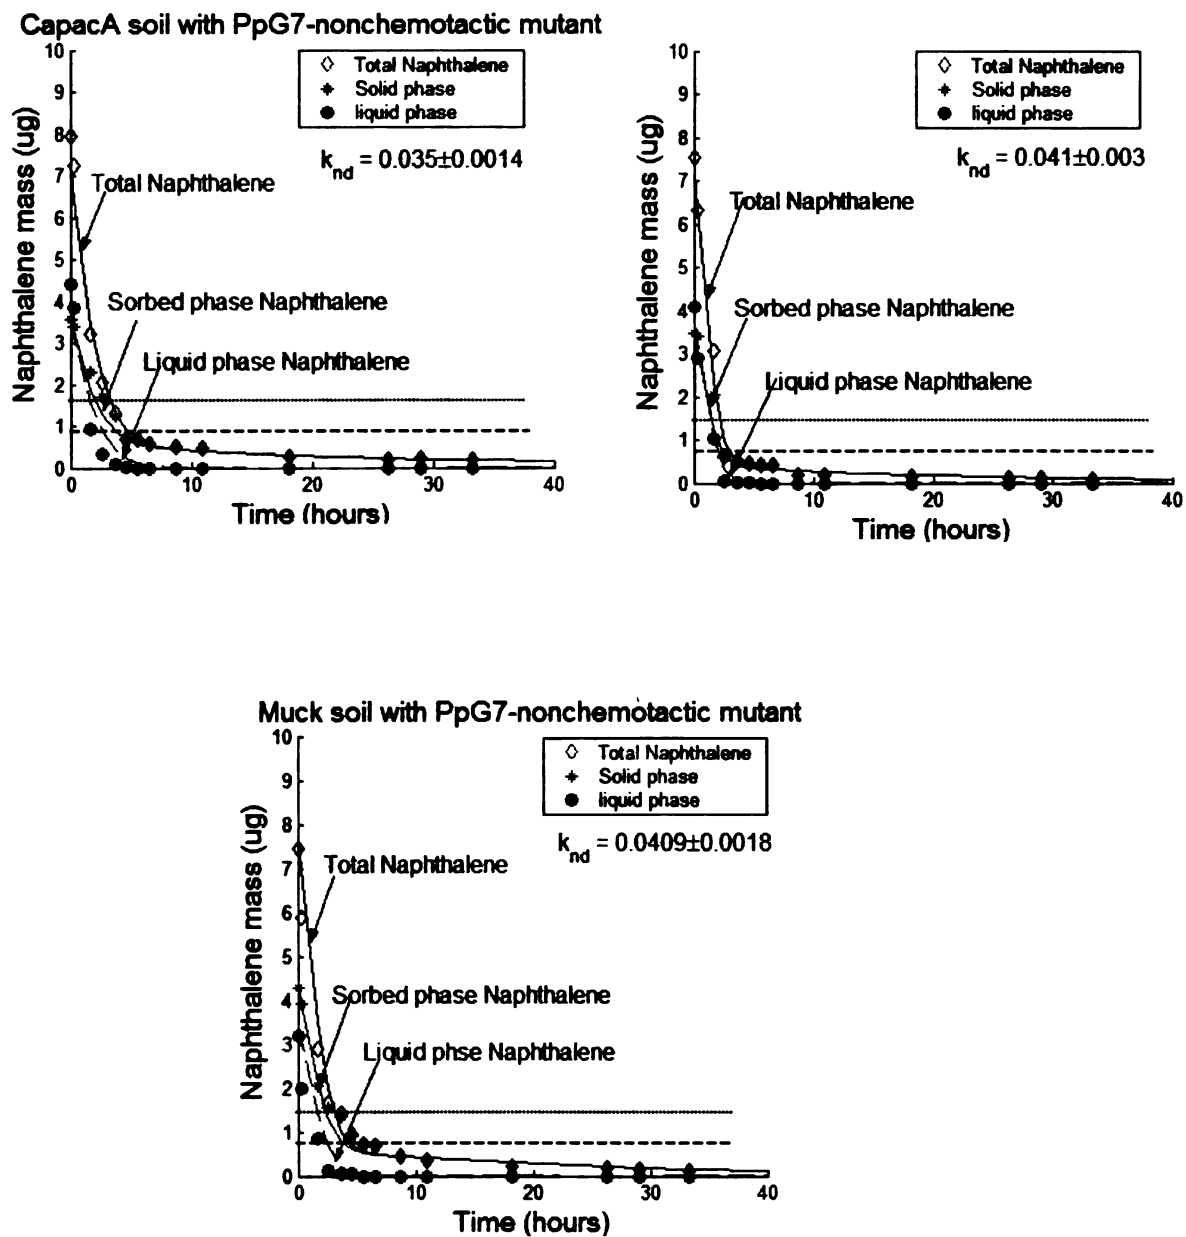 CapacA soil with PpG7-nonchemotactic mutant
10
9
8
7
6
5
4
3
2
1
0
Naphthalene mass (ug)
Total Naphthalene
Solid phase
liquid phase
knd = 0.035±0.0014
Total Naphthalene
Sorbed phase Naphthalene
Liquid phase Naphthalene
0 10 20 30 40
Time (hours)
10
9
8
7
6
5
4
3
2
1
0
Naphthalene mass (ug)
Total Naphthalene
Solid phase
liquid phase
knd = 0.041±0.003
Total Naphthalene
Sorbed phase Naphthalene
Liquid phase Naphthalene
0 10 20 30 40
Time (hours)
Muck soil with PpG7-nonchemotactic mutant
10
9
8
7
6
5
4
3
2
1
0
Naphthalene mass (ug)
Total Naphthalene
Solid phase
liquid phase
knd = 0.0409±0.0018
Total Naphthalene
Sorbed phase Naphthalene
Liquid phse Naphthalene
0 10 20 30 40
Time (hours)